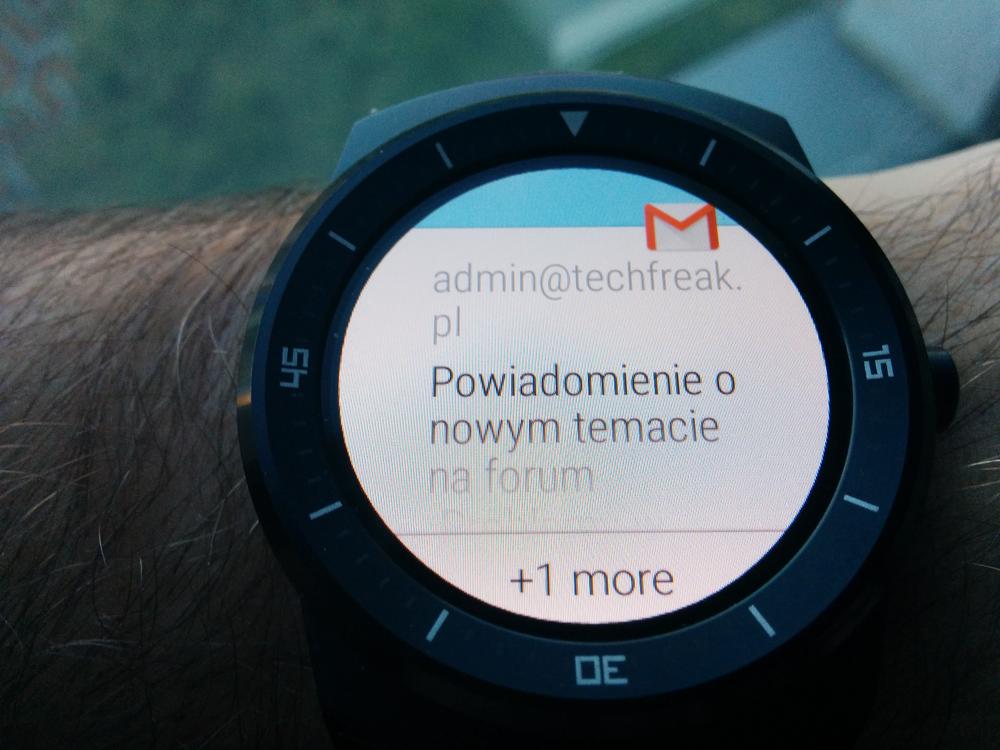 admin@techfreak.
pl
Powiadomienie o
nowym temacie
na forum
+1 more
45
15
30